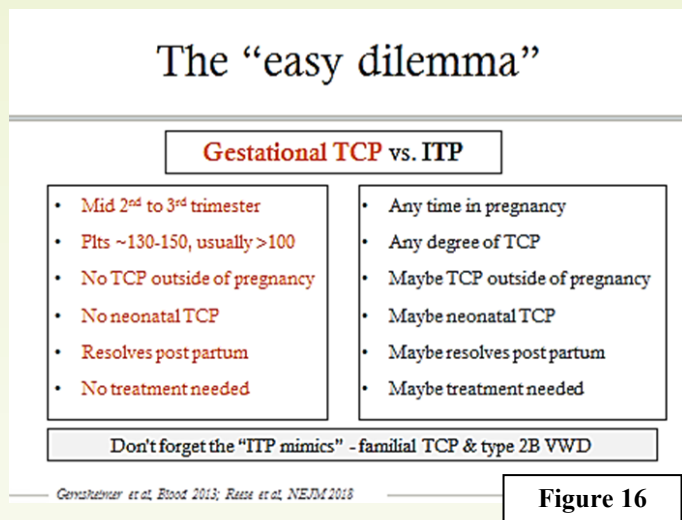 The “easy dilemma”
Gestational TCP vs. ITP
• Mid 2nd to 3rd trimester
• Plts ~130-150, usually >100
• No TCP outside of pregnancy
• No neonatal TCP
• Resolves post partum
• No treatment needed
• Any time in pregnancy
• Any degree of TCP
• Maybe TCP outside of pregnancy
• Maybe neonatal TCP
• Maybe resolves post partum
• Maybe treatment needed
Don't forget the “ITP mimics” - familial TCP & type 2B VWD
Gernsheimer et al, Blood 2013; Reese et al, NEJM 2018
Figure 16